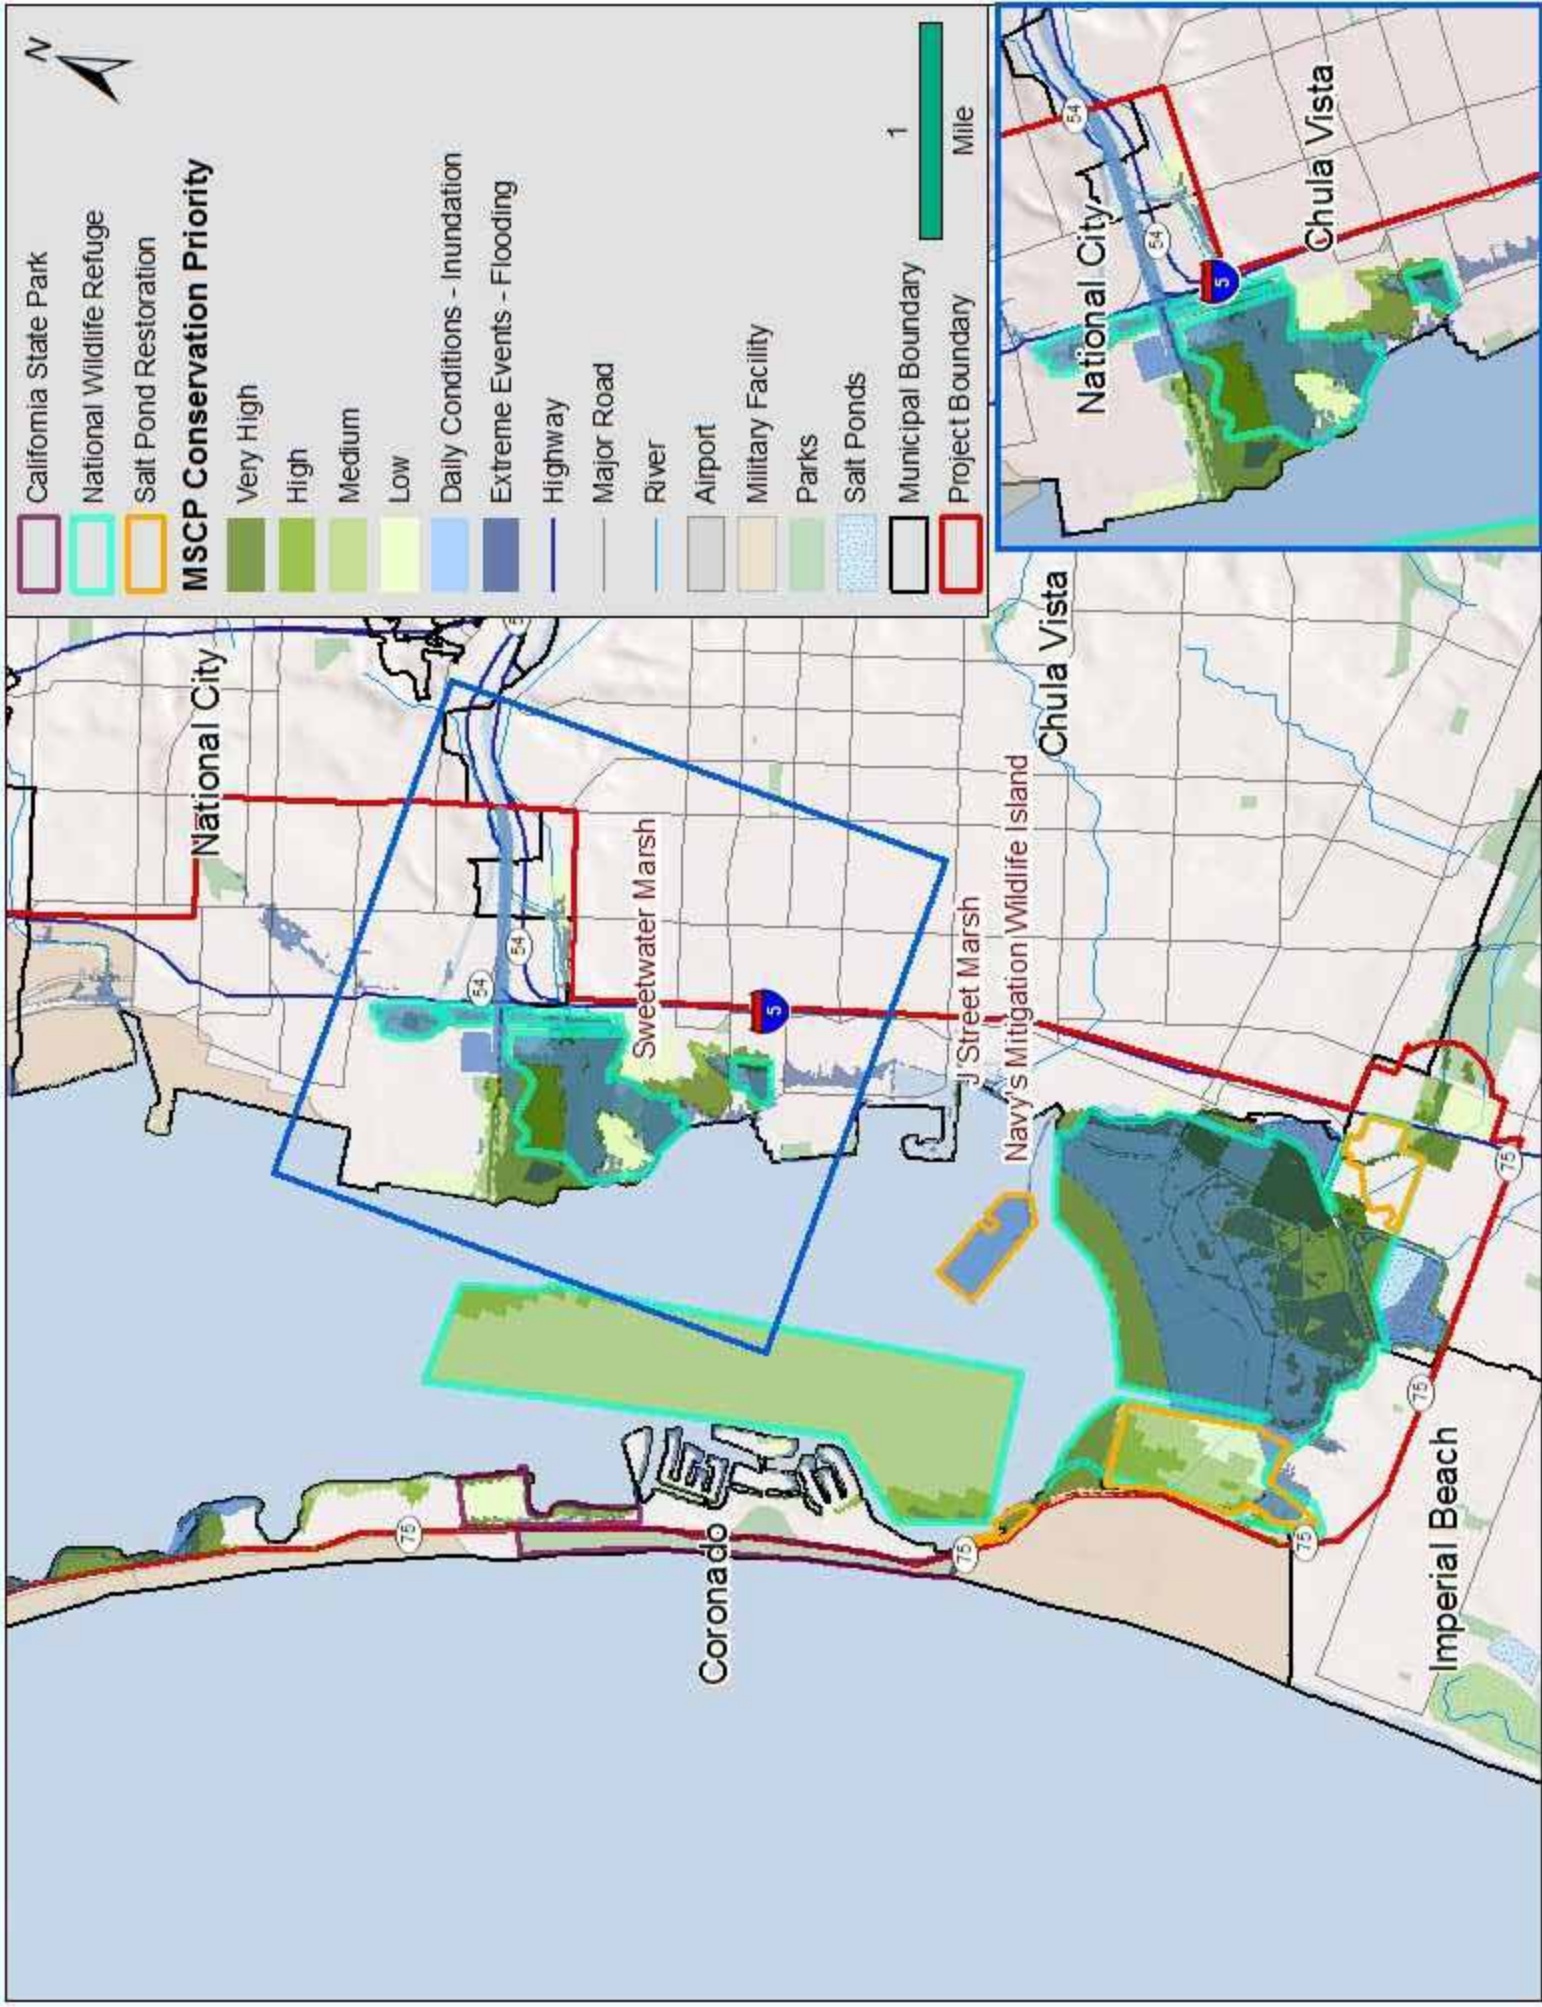 N
California State Park
National Wildlife Refuge
Salt Pond Restoration
MSCP Conservation Priority
Very High
High
Medium
Low
Daily Conditions - Inundation
Extreme Events - Flooding
Highway
Major Road
River
Airport
Military Facility
Parks
Salt Ponds
Municipal Boundary
Project Boundary
1
Mile
National City
54
54
5
Sweetwater Marsh
5
J Street Marsh
Navy's Mitigation Wildlife Island
Chula Vista
Coronado
75
75
75
75
75
Imperial Beach
National City
54
54
5
Chula Vista